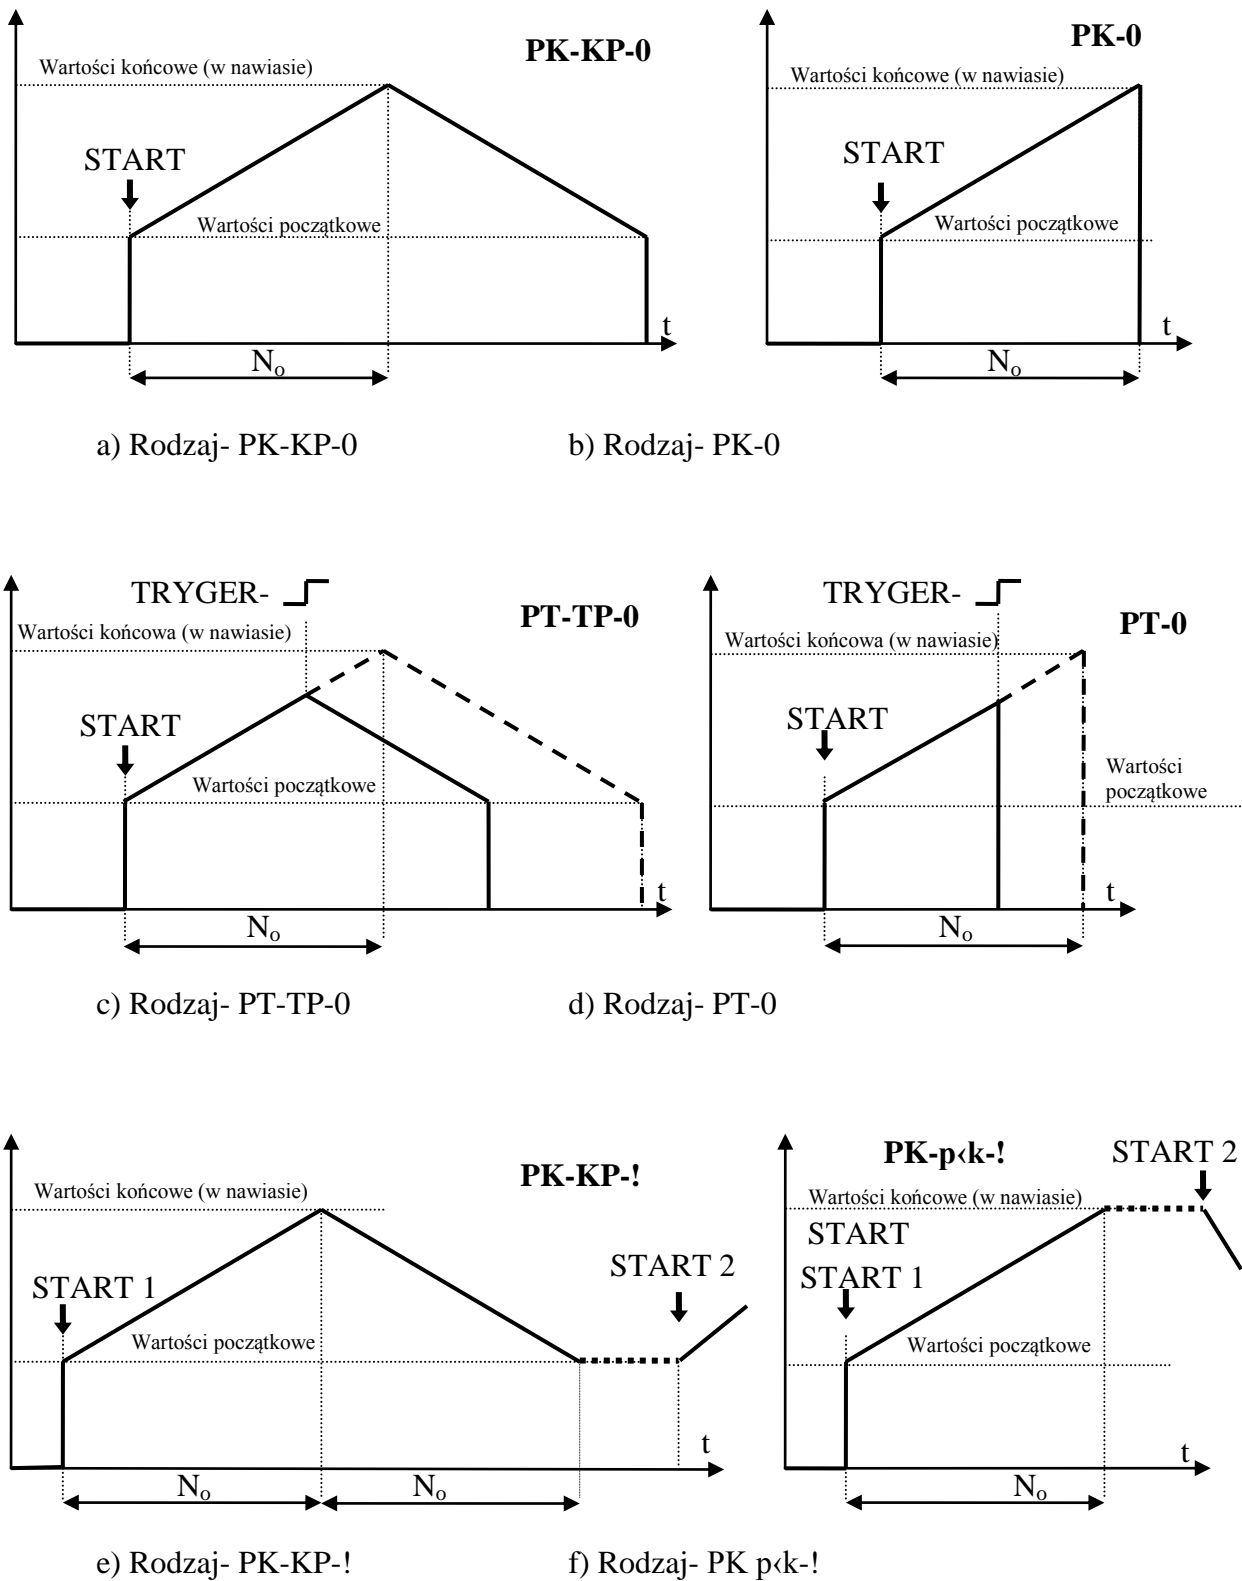 PK-KP-0
Wartości końcowe (w nawiasie)
START
Wartości początkowe
t
No
PK-0
Wartości końcowe (w nawiasie)
START
Wartości początkowe
t
No
a) Rodzaj- PK-KP-0
b) Rodzaj- PK-0
TRYGER-
PT-TP-0
Wartości końcowa (w nawiasie)
START
Wartości początkowe
t
No
TRYGER-
PT-0
Wartości końcowa (w nawiasie)
START
Wartości
początkowe
t
No
c) Rodzaj- PT-TP-0
d) Rodzaj- PT-0
PK-KP-!
Wartości końcowe (w nawiasie)
START 1
START 2
Wartości początkowe
t
No
No
PK-p‹k-!
START 2
Wartości końcowe (w nawiasie)
START
START 1
Wartości początkowe
t
No
e) Rodzaj- PK-KP-!
f) Rodzaj- PK p‹k-!